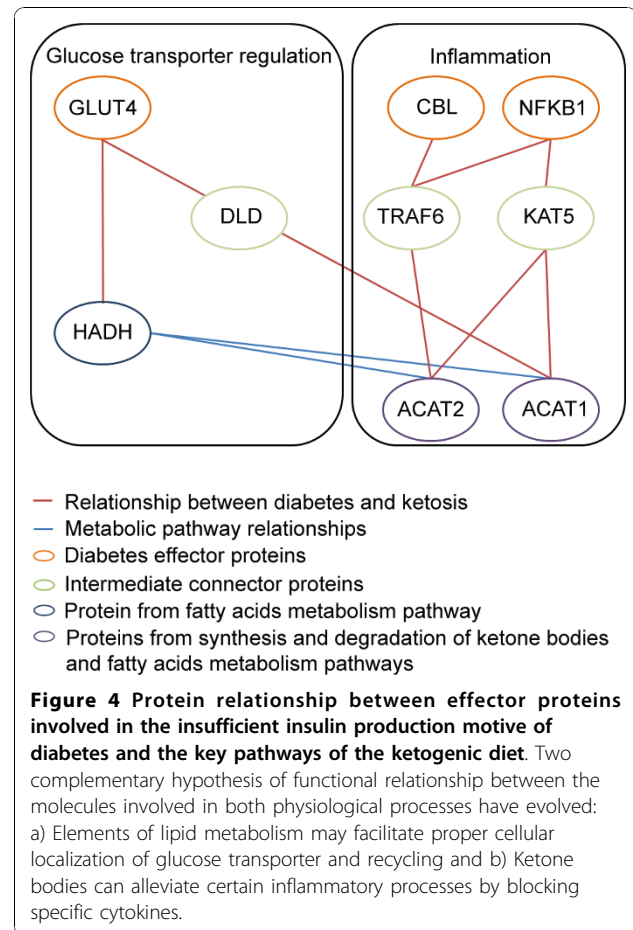 Glucose transporter regulation
Inflammation
GLUT4
CBL
NFKB1
DLD
TRAF6
KAT5
HADH
ACAT2
ACAT1
Relationship between diabetes and ketosis
Metabolic pathway relationships
Diabetes effector proteins
Intermediate connector proteins
Protein from fatty acids metabolism pathway
Proteins from synthesis and degradation of ketone bodies
and fatty acids metabolism pathways
Figure 4 Protein relationship between effector proteins
involved in the insufficient insulin production motive of
diabetes and the key pathways of the ketogenic diet. Two
complementary hypothesis of functional relationship between the
molecules involved in both physiological processes have evolved:
a) Elements of lipid metabolism may facilitate proper cellular
localization of glucose transporter and recycling and b) Ketone
bodies can alleviate certain inflammatory processes by blocking
specific cytokines.